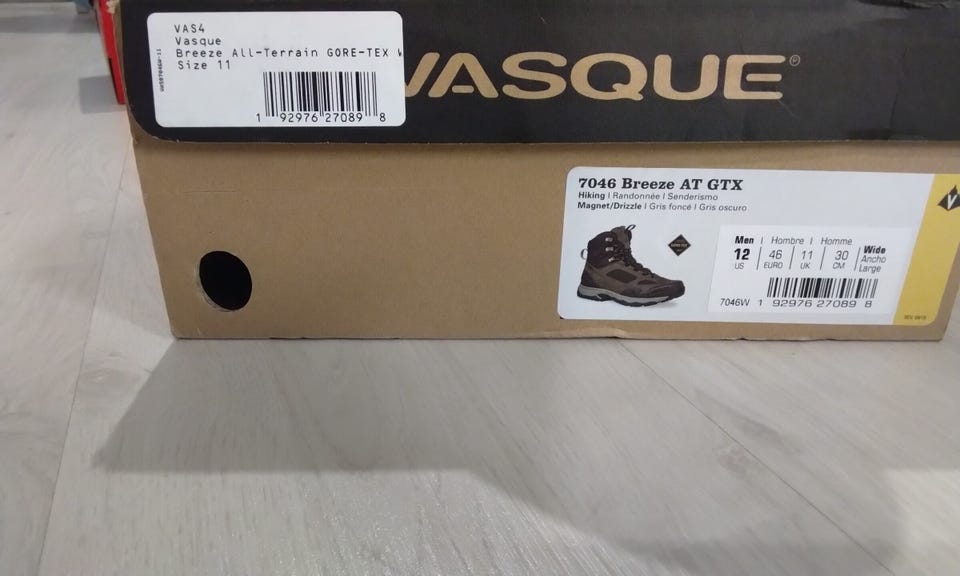 VAS4
Vasque
Breeze All-Terrain GORE-TEX W
Size 11
1 92976 27089 8
VASQUE®
7046 Breeze AT GTX
Hiking | Randonnée | Senderismo
Magnet/Drizzle | Gris foncé | Gris oscuro
GORE-TEX
Men | Hombre | Homme
12 | 46 | 11 | 30 | Wide
US | EURO | UK | CM | Ancho
Large
7046W 1 92976 27089 8
V